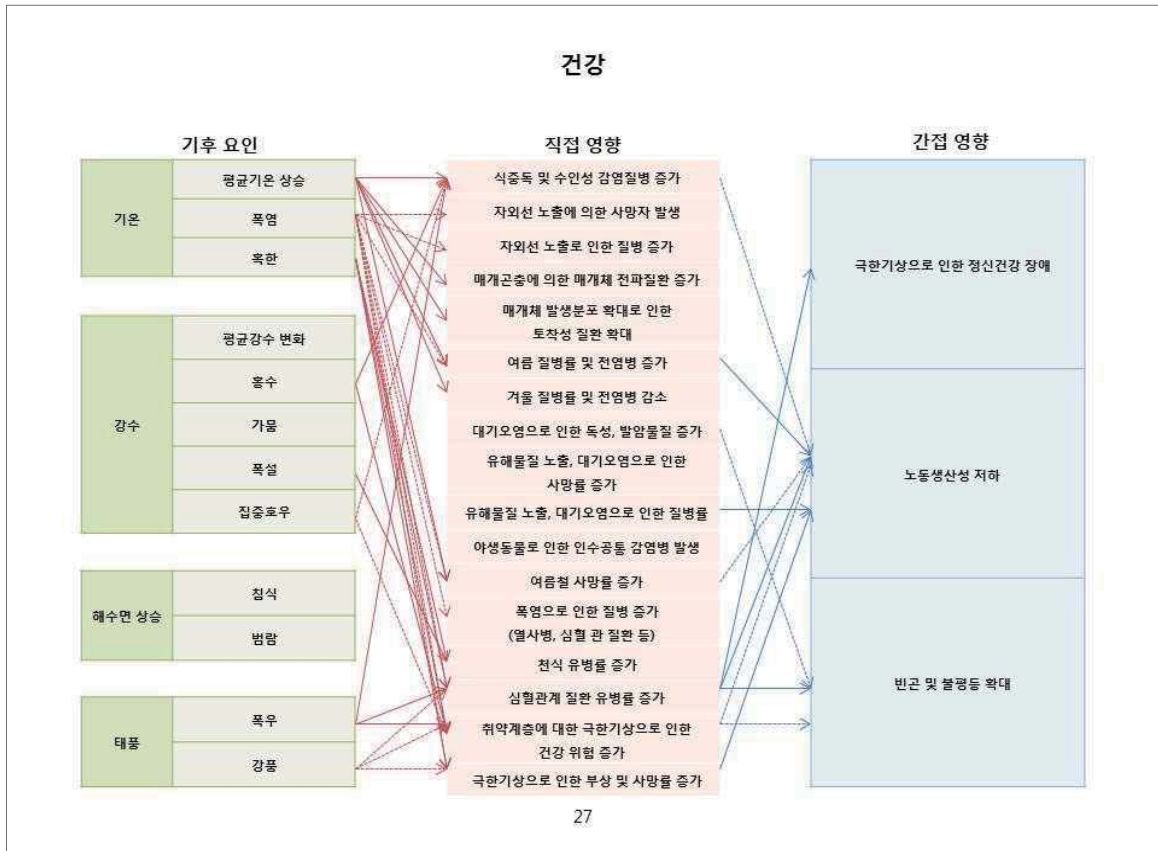 건강
기후 요인
직접 영향
간접 영향
기온
평균기온 상승
폭염
혹한
강수
평균강수 변화
홍수
가뭄
폭설
집중호우
해수면 상승
침식
범람
태풍
폭우
강풍
식중독 및 수인성 감염질병 증가
자외선 노출에 의한 사망자 발생
자외선 노출로 인한 질병 증가
매개곤충에 의한 매개체 전파질환 증가
매개체 발생분포 확대로 인한
토착성 질환 확대
여름 질병률 및 전염병 증가
겨울 질병률 및 전염병 감소
대기오염으로 인한 독성, 발암물질 증가
유해물질 노출, 대기오염으로 인한
사망률 증가
유해물질 노출, 대기오염으로 인한 질병률
야생동물로 인한 인수공통 감염병 발생
여름철 사망률 증가
폭염으로 인한 질병 증가
(열사병, 심혈 관 질환 등)
천식 유병률 증가
심혈관계 질환 유병률 증가
취약계층에 대한 극한기상으로 인한
건강 위험 증가
극한기상으로 인한 부상 및 사망률 증가
극한기상으로 인한 정신건강 장애
노동생산성 저하
빈곤 및 불평등 확대
27